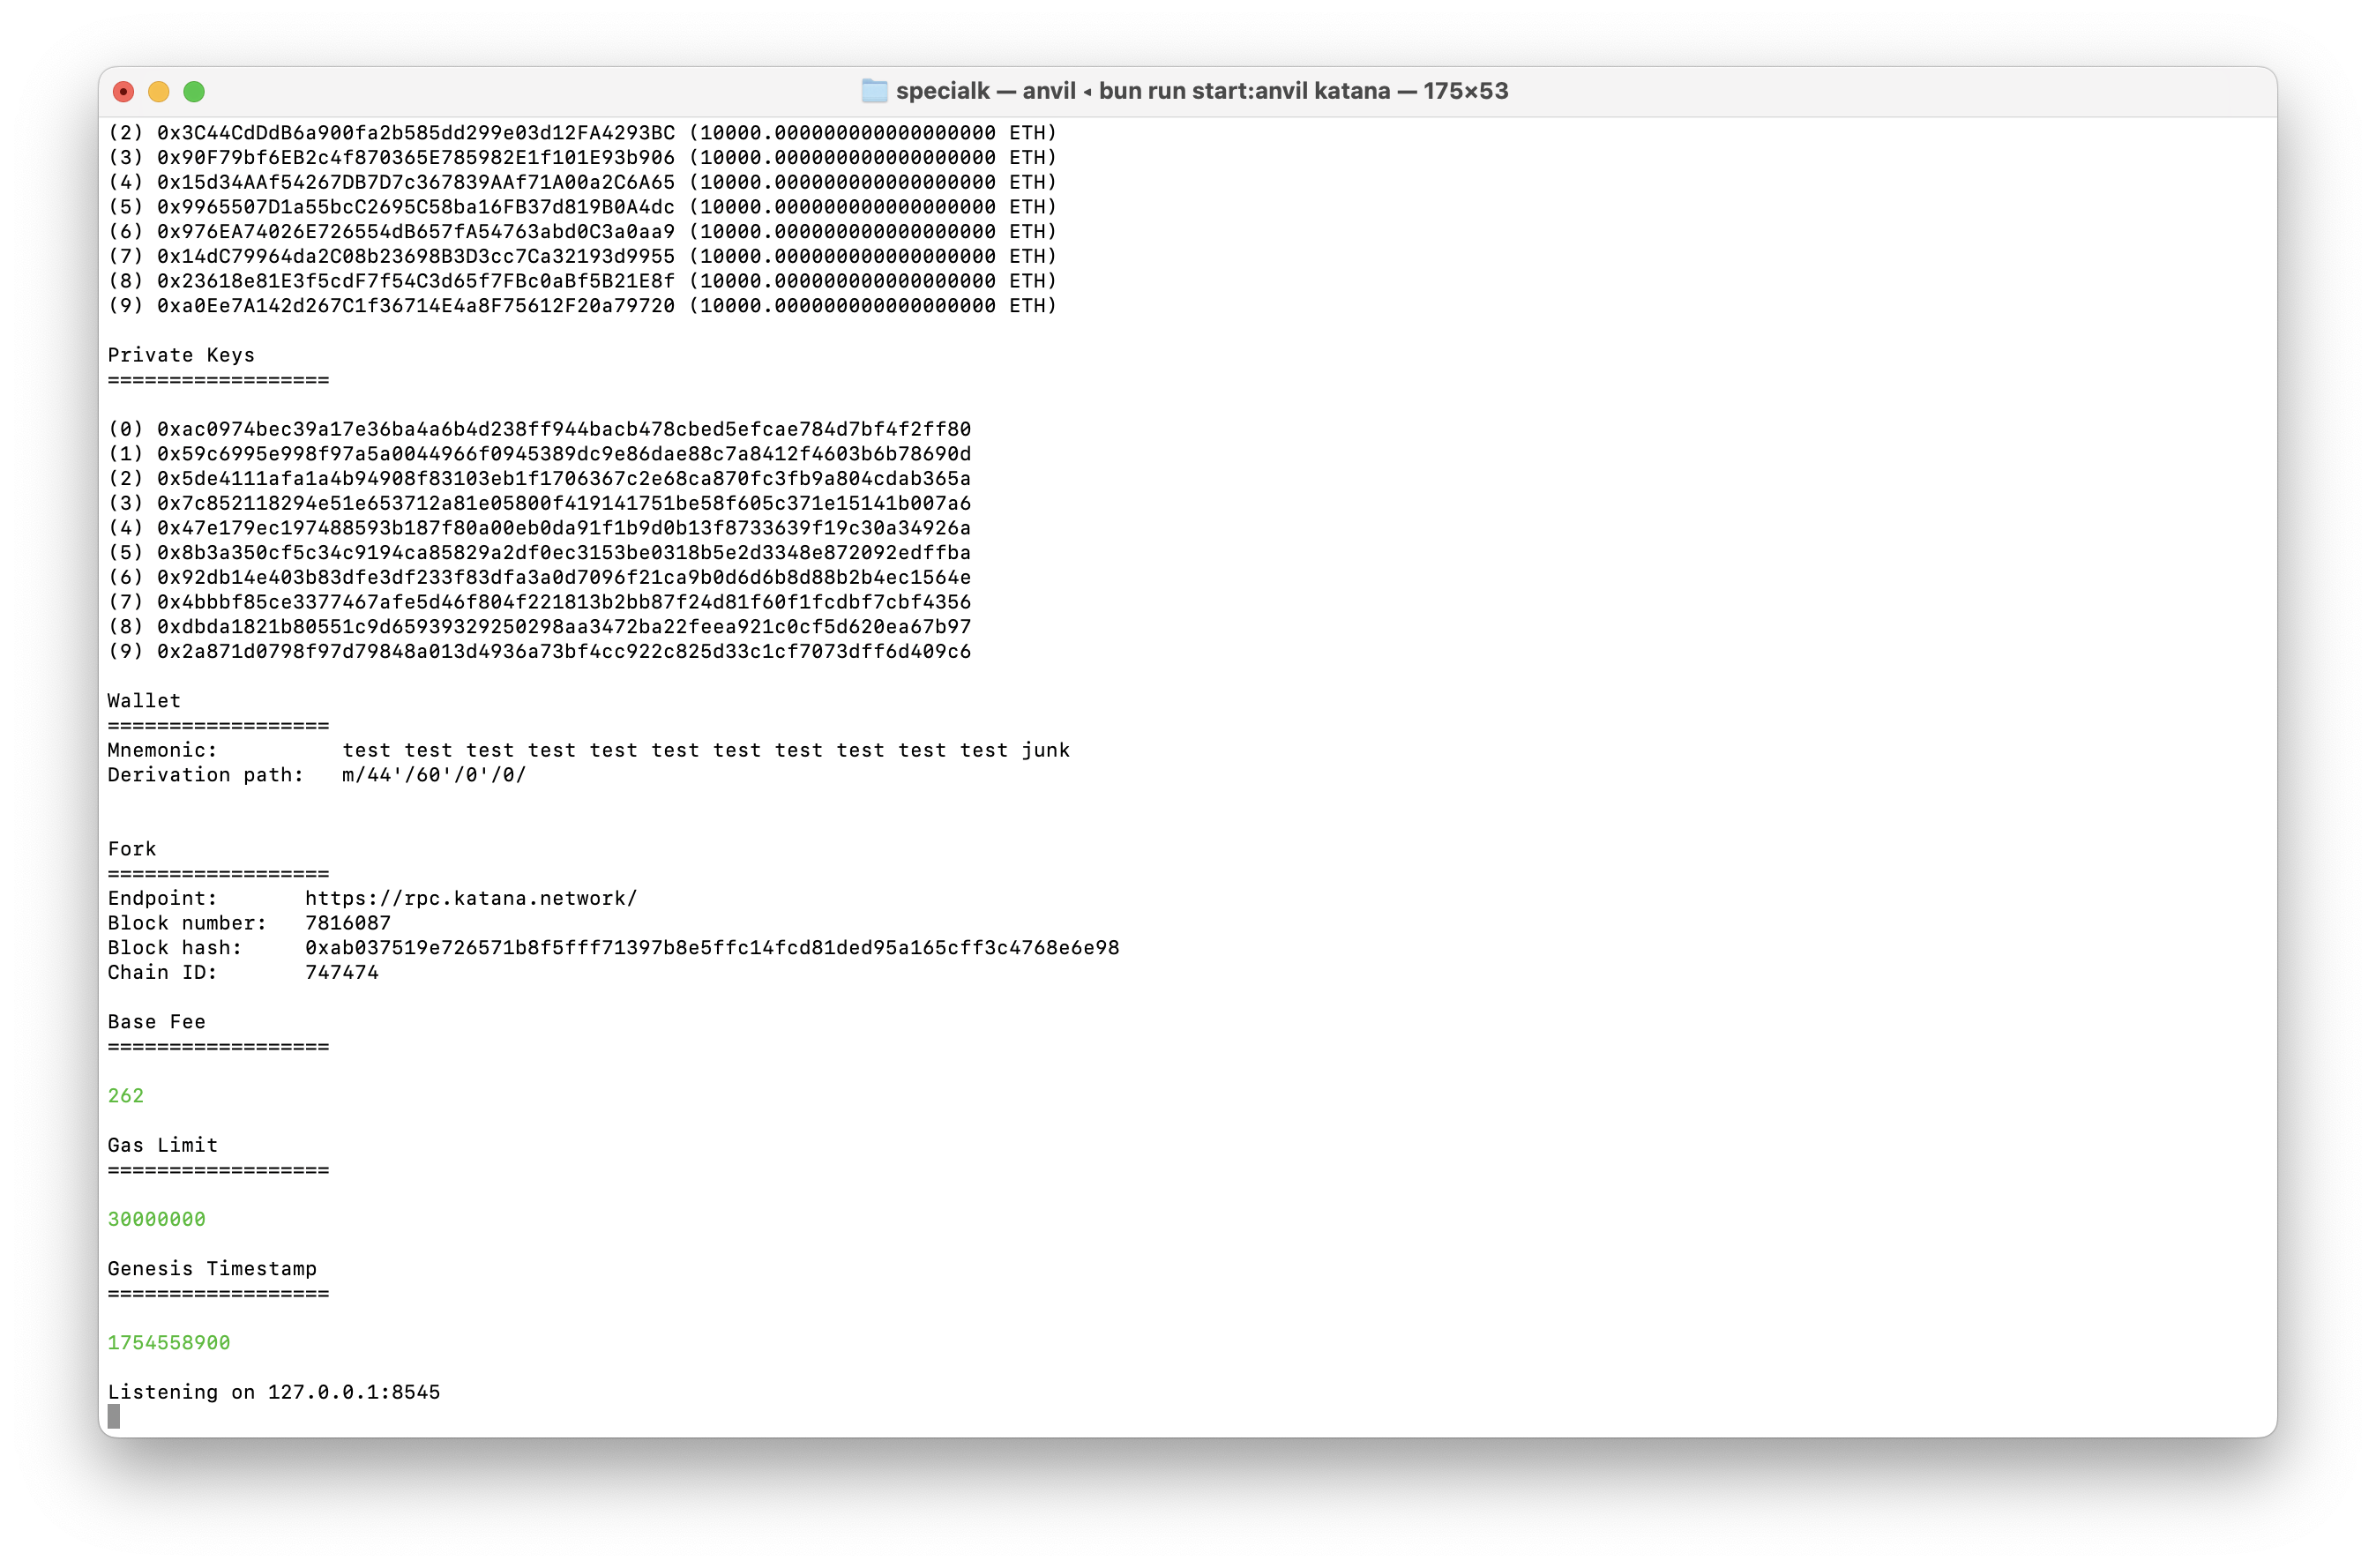 specialk — anvil ◂ bun run start:anvil katana — 175×53
(2) 0x3C44CdDdB6a900fa2b585dd299e03d12FA4293BC (10000.000000000000000000 ETH)
(3) 0x90F79bf6EB2c4f870365E785982E1f101E93b906 (10000.000000000000000000 ETH)
(4) 0x15d34AAf54267DB7D7c367839AAf71A00a2C6A65 (10000.000000000000000000 ETH)
(5) 0x9965507D1a55bcC2695C58ba16FB37d819B0A4dc (10000.000000000000000000 ETH)
(6) 0x976EA74026E726554dB657fA54763abd0C3a0aa9 (10000.000000000000000000 ETH)
(7) 0x14dC79964da2C08b23698B3D3cc7Ca32193d9955 (10000.000000000000000000 ETH)
(8) 0x23618e81E3f5cdF7f54C3d65f7FBc0aBf5B21E8f (10000.000000000000000000 ETH)
(9) 0xa0Ee7A142d267C1f36714E4a8F75612F20a79720 (10000.000000000000000000 ETH)
Private Keys
==================
(0) 0xac0974bec39a17e36ba4a6b4d238ff944bacb478cbed5efcae784d7bf4f2ff80
(1) 0x59c6995e998f97a5a0044966f0945389dc9e86dae88c7a8412f4603b6b78690d
(2) 0x5de4111afa1a4b94908f83103eb1f1706367c2e68ca870fc3fb9a804cdab365a
(3) 0x7c852118294e51e653712a81e05800f419141751be58f605c371e15141b007a6
(4) 0x47e179ec197488593b187f80a00eb0da91f1b9d0b13f8733639f19c30a34926a
(5) 0x8b3a350cf5c34c9194ca85829a2df0ec3153be0318b5e2d3348e872092edffba
(6) 0x92db14e403b83dfe3df233f83dfa3a0d7096f21ca9b0d6d6b8d88b2b4ec1564e
(7) 0x4bbbf85ce3377467afe5d46f804f221813b2bb87f24d81f60f1fcdbf7cbf4356
(8) 0xdbda1821b80551c9d65939329250298aa3472ba22feea921c0cf5d620ea67b97
(9) 0x2a871d0798f97d79848a013d4936a73bf4cc922c825d33c1cf7073dff6d409c6
Wallet
==================
Mnemonic:          test test test test test test test test test test test junk
Derivation path:   m/44'/60'/0'/0/
Fork
==================
Endpoint:       https://rpc.katana.network/
Block number:   7816087
Block hash:     0xab037519e726571b8f5fff71397b8e5ffc14fcd81ded95a165cff3c4768e6e98
Chain ID:       747474
Base Fee
==================
262
Gas Limit
==================
30000000
Genesis Timestamp
==================
1754558900
Listening on 127.0.0.1:8545